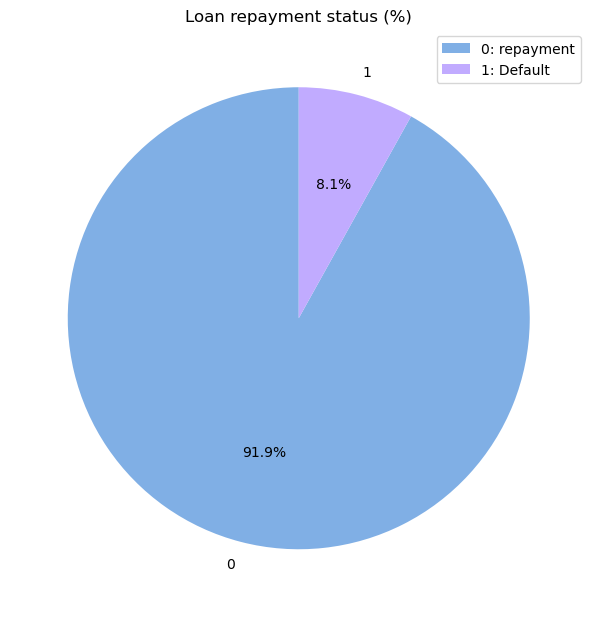 Loan repayment status (%)
0: repayment
1: Default
1
8.1%
91.9%
0